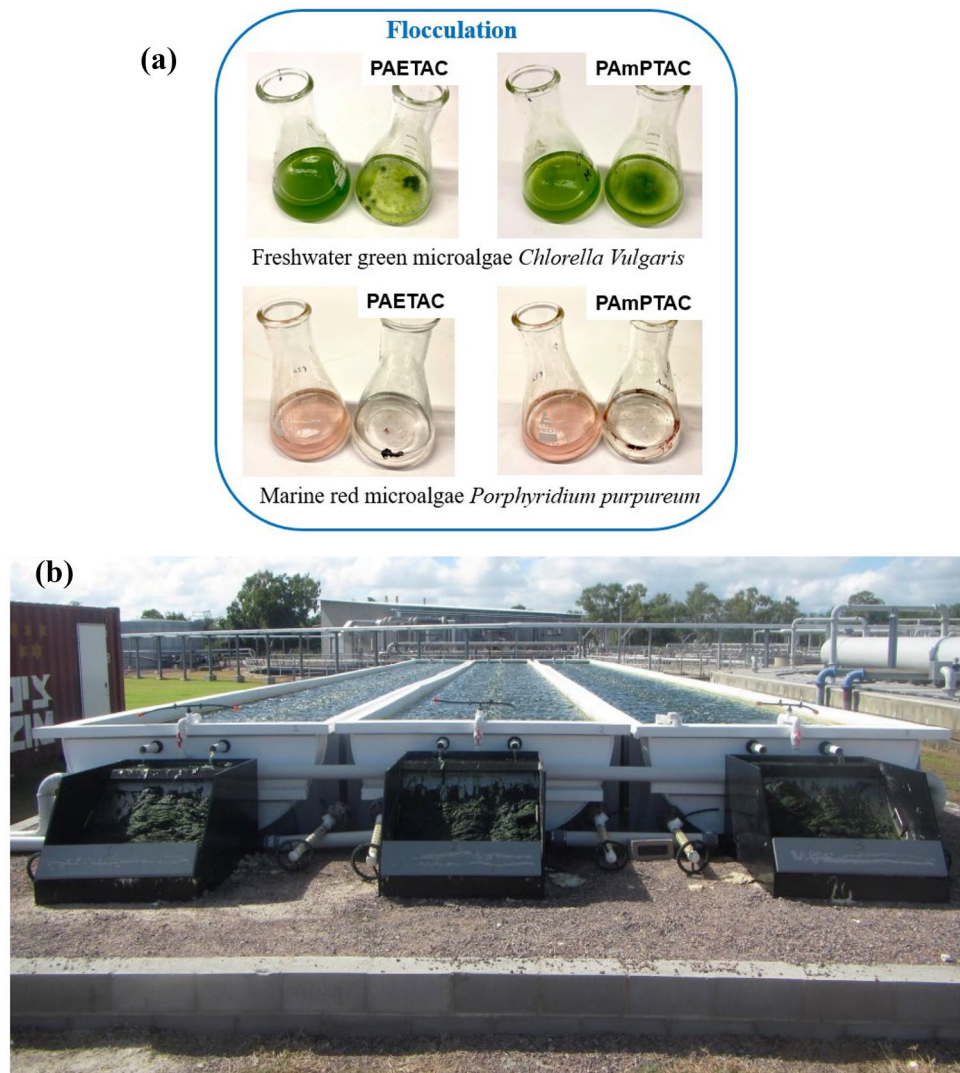 (a)
Flocculation
PAETAC
PAmPTAC
Freshwater green microalgae Chlorella Vulgaris
PAETAC
PAmPTAC
Marine red microalgae Porphyridium purpureum
(b)